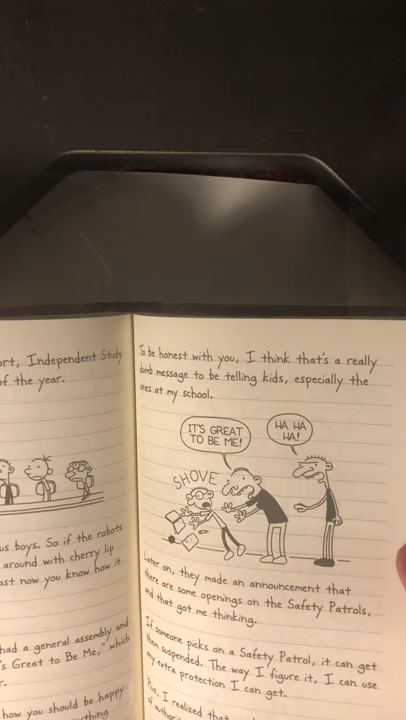 ort, Independent Study
of the year.
us boys. So if the robots
around with cherry lip
ast now you know how it
had a general assembly and
's Great to Be Me," which
r.
how you should be happy
ything
To be honest with you, I think that's a really
dumb message to be telling kids, especially the
ones at my school.
IT'S GREAT
TO BE ME!
HA HA
HA!
SHOVE
Later on, they made an announcement that
there are some openings on the Safety Patrols,
and that got me thinking.
If someone picks on a Safety Patrol, it can get
them suspended. The way I figure it, I can use
any extra protection I can get.
Plus, I realized that
of authori